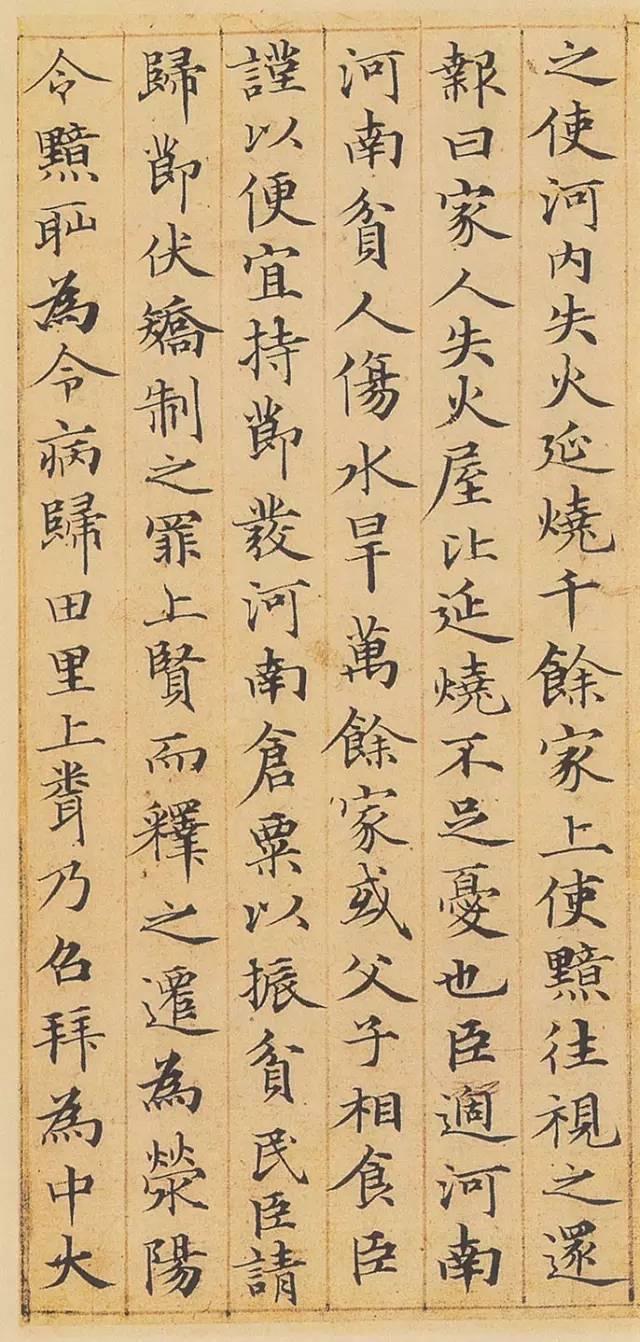 之使河內失火延燒千餘家上使黯往視之還
報曰家人失火屋比延燒不足憂也臣過河南
河南貧人傷水旱萬餘家或父子相食臣
謹以便宜持節發河南倉粟以振貧民臣請
歸節伏矯制之罪上賢而釋之遷為滎陽
令黯耻為令病歸田里上聞乃召拜為中大